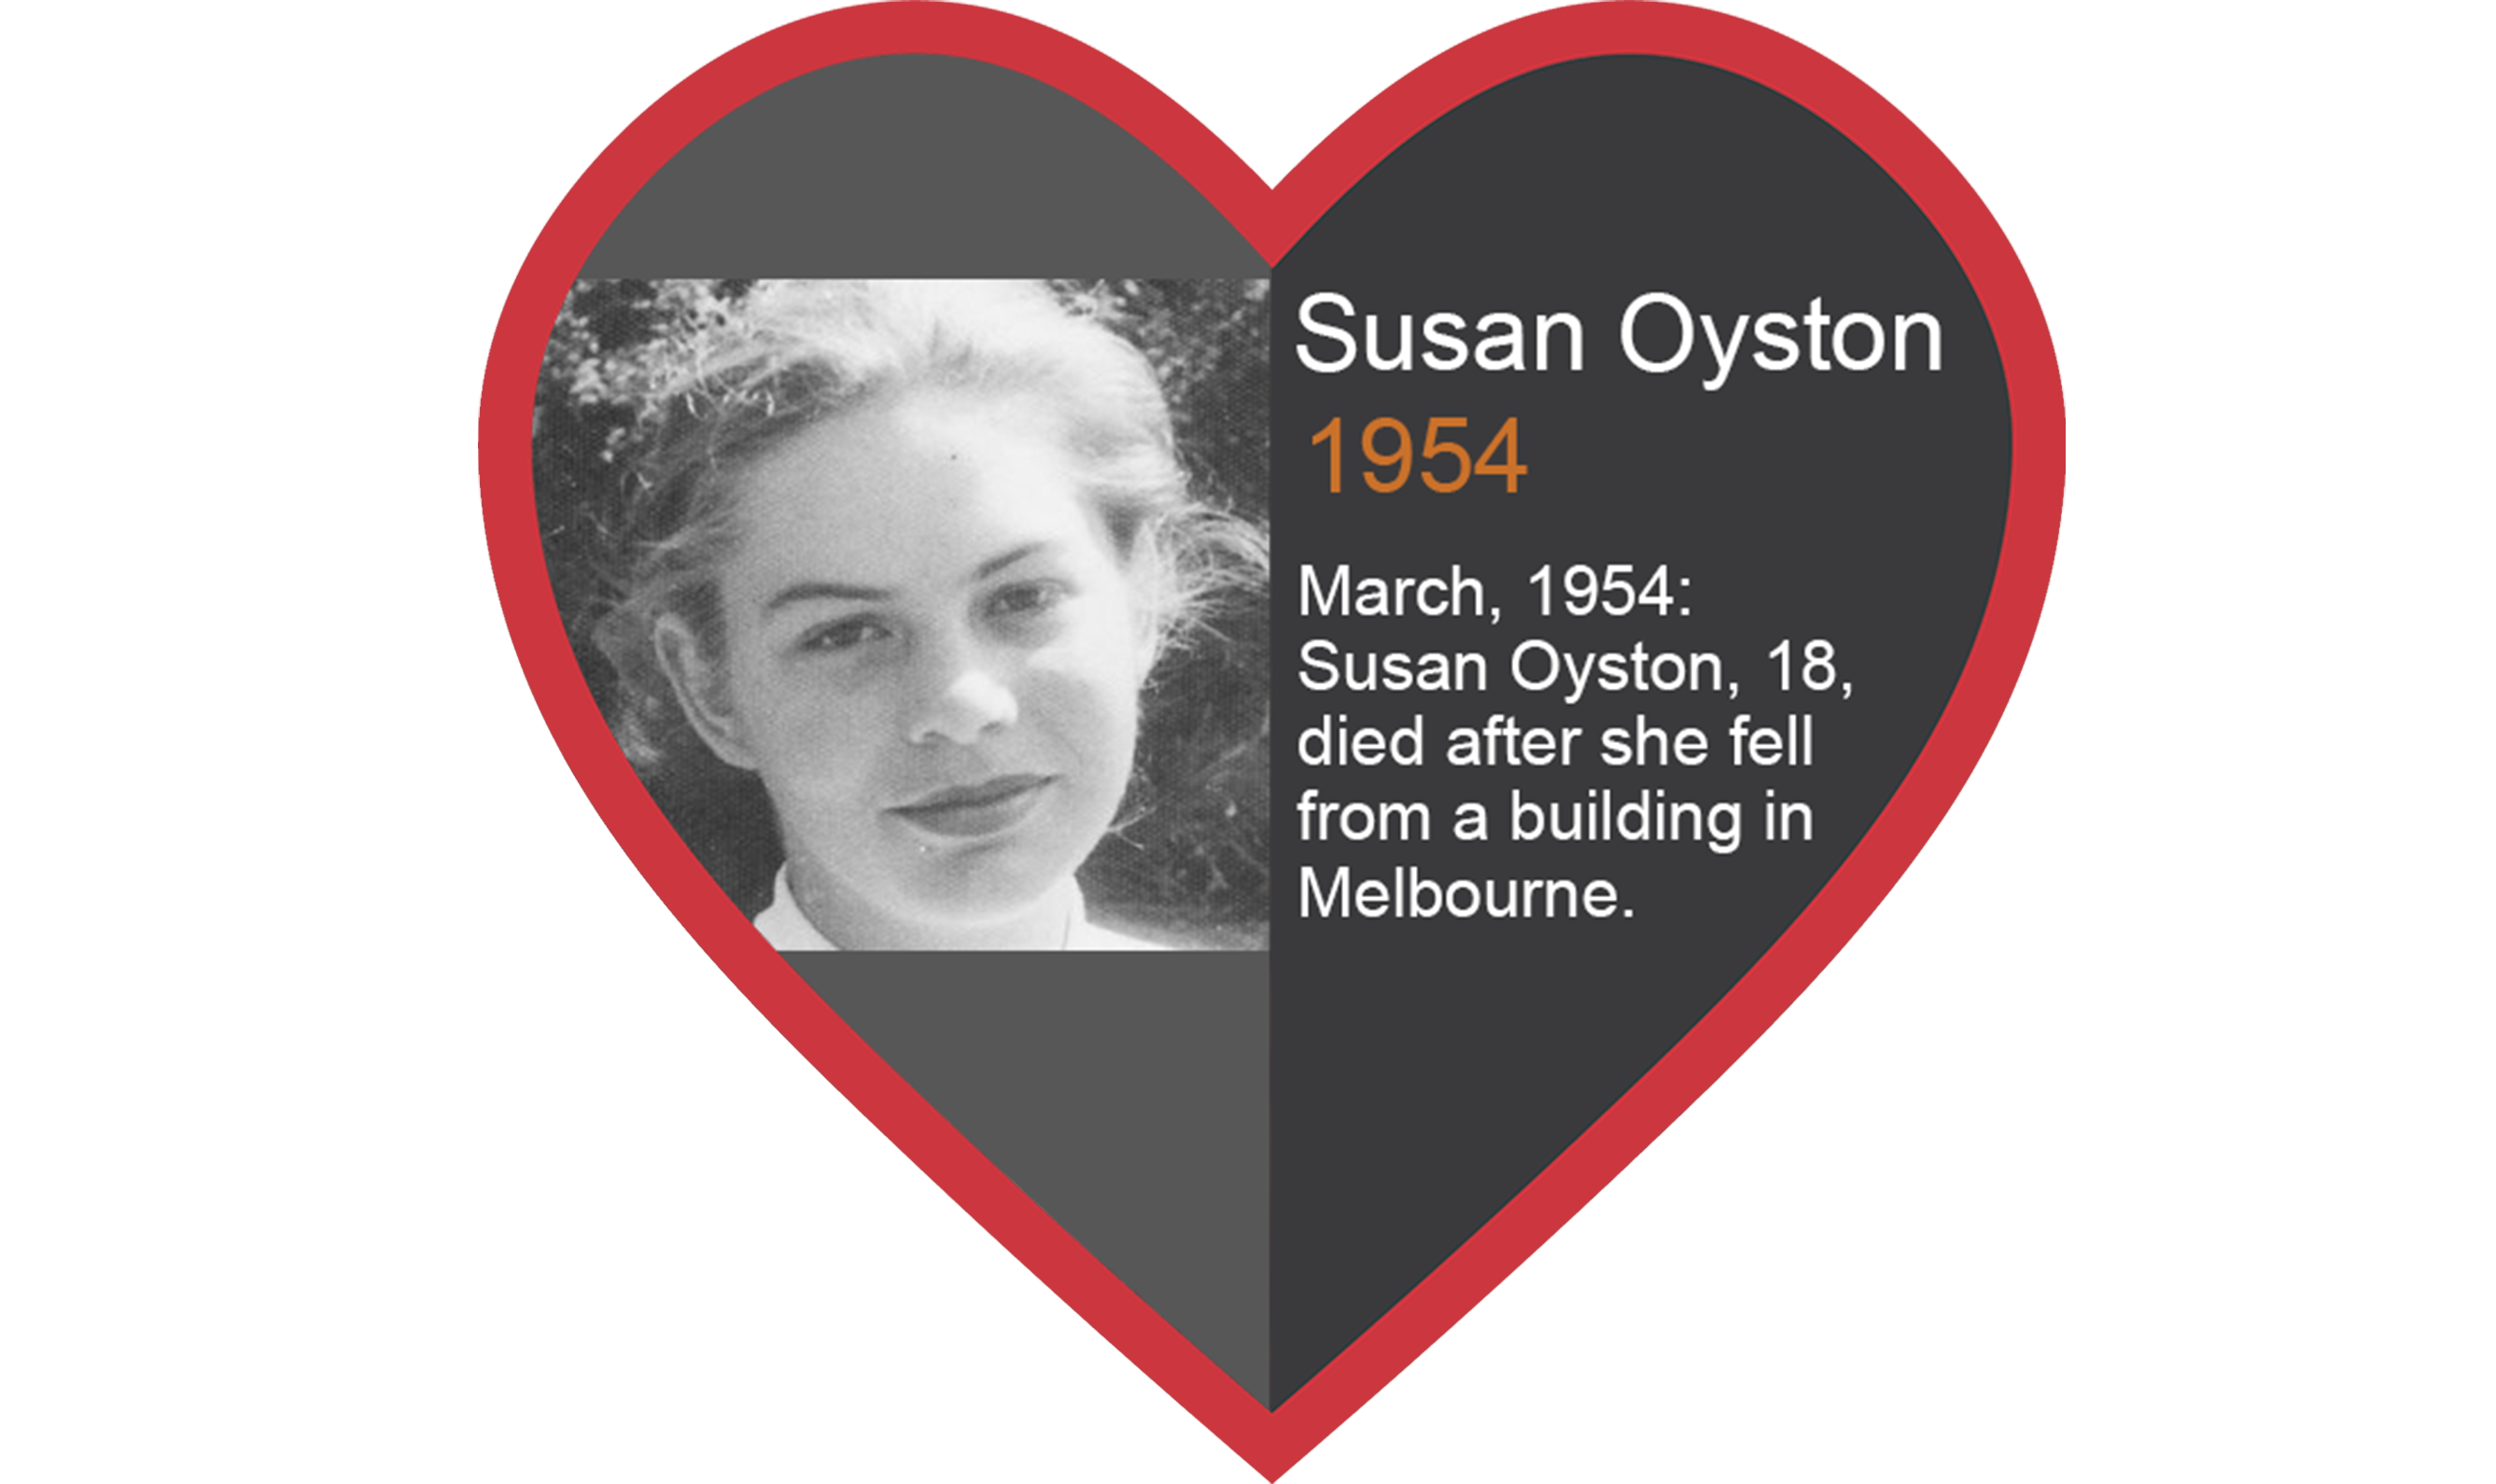 Susan Oyston
1954
March, 1954:
Susan Oyston, 18,
died after she fell
from a building in
Melbourne.